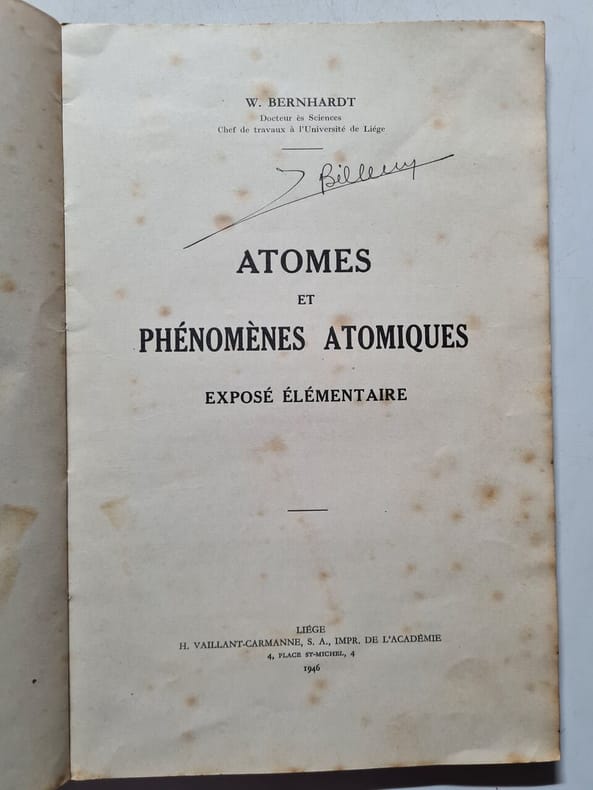 W. BERNHARDT
Docteur ès Sciences
Chef de travaux à l'Université de Liége
ATOMES
ET
PHÉNOMÈNES ATOMIQUES
EXPOSÉ ÉLÉMENTAIRE
LIÉGE
H. VAILLANT-CARMANNE, S. A., IMPR. DE L'ACADÉMIE
4, PLACE ST-MICHEL, 4
1946